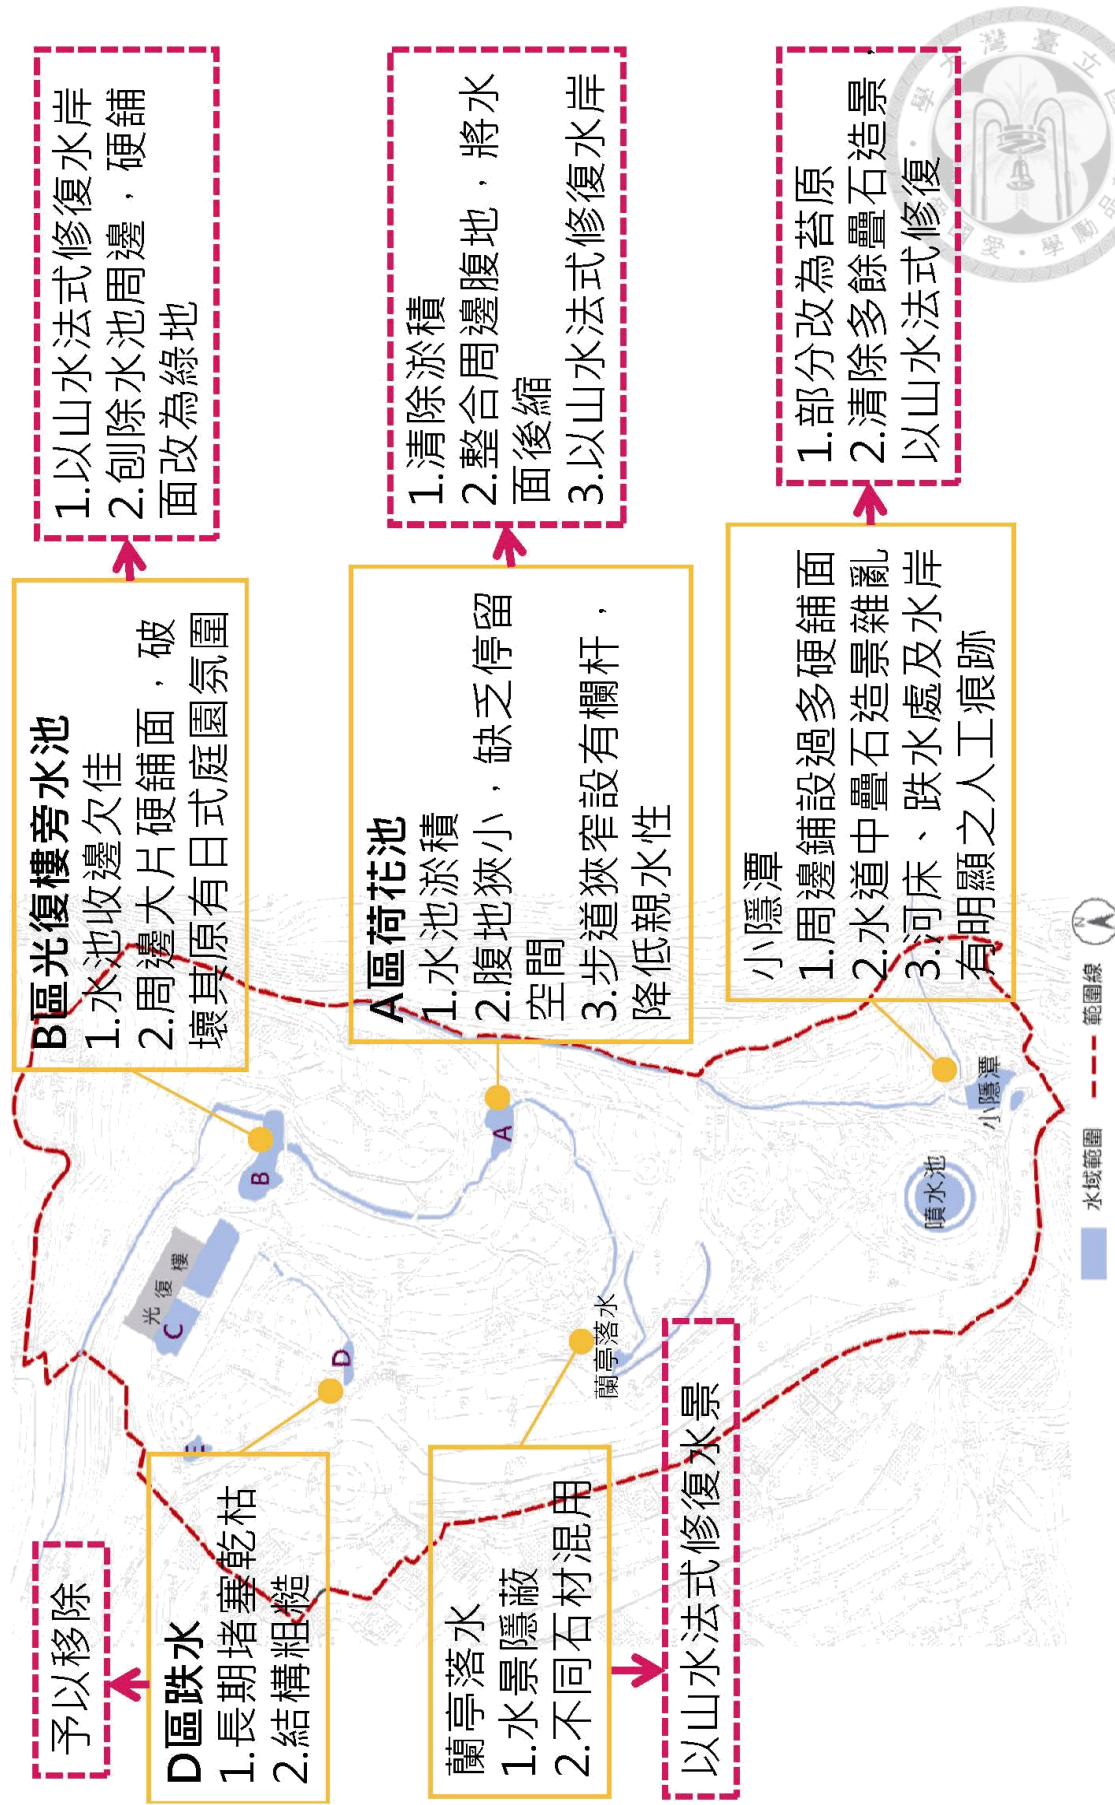 予以移除
D區跌水
1.長期堵塞乾枯
2.結構粗糙
蘭亭落水
1.水景隱蔽
2.不同石材混用
以山水法式修復水景
B區光復樓旁水池
1.水池收邊欠佳
2.周邊大片硬舖面，破
壞其原有日式庭園氛圍
1.以山水法式修復水岸
2.刨除水池周邊，硬舖
面改為綠地
A區荷花池
1.水池淤積
2.腹地狹小，缺乏停留
空間
3.步道狹窄設有欄杆，
降低親水性
1.清除淤積
2.整合周邊腹地，將水
面後縮
3.以山水法式修復水岸
小隱潭
1.周邊鋪設過多硬舖面
2.水道中疊石造景雜亂
3.河床、跌水處及水岸
有明顯之人工痕跡
1.部分改為苔原
2.清除多餘疊石造景，
以山水法式修復
光復樓
C
B
D
E
A
蘭亭落水
噴水池
小隱潭
水域範圍
範圍線
N
臺灣大學
愛國
勵學